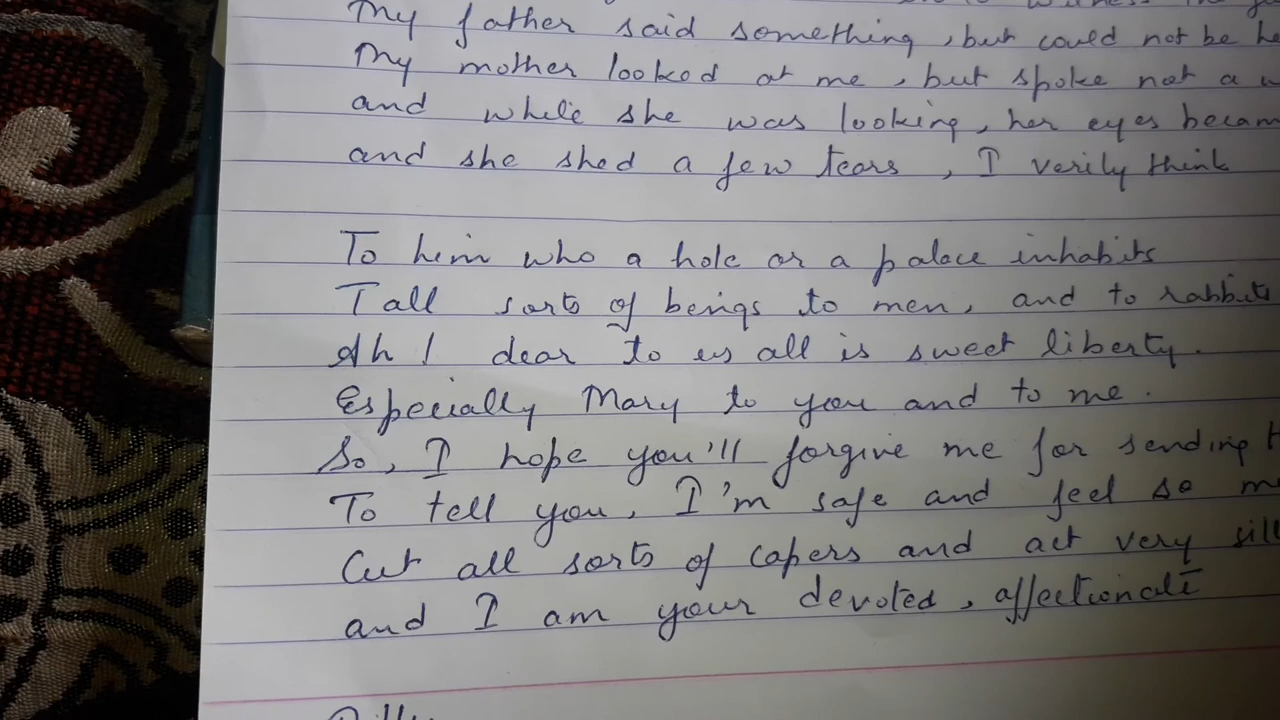 My father said something, but could not be he
My mother looked at me, but spoke not a w
and while she was looking, her eyes becam
and she shed a few tears, I verily think
To him who a hole or a palace inhabits
Tall sorts of beings to men, and to rabbits
Ah! dear to us all is sweet liberty.
Especially Mary to you and to me.
So, I hope you'll forgive me for sending t
To tell you, I'm safe and feel so m
Cut all sorts of capers and act very sill
and I am your devoted, affectionate